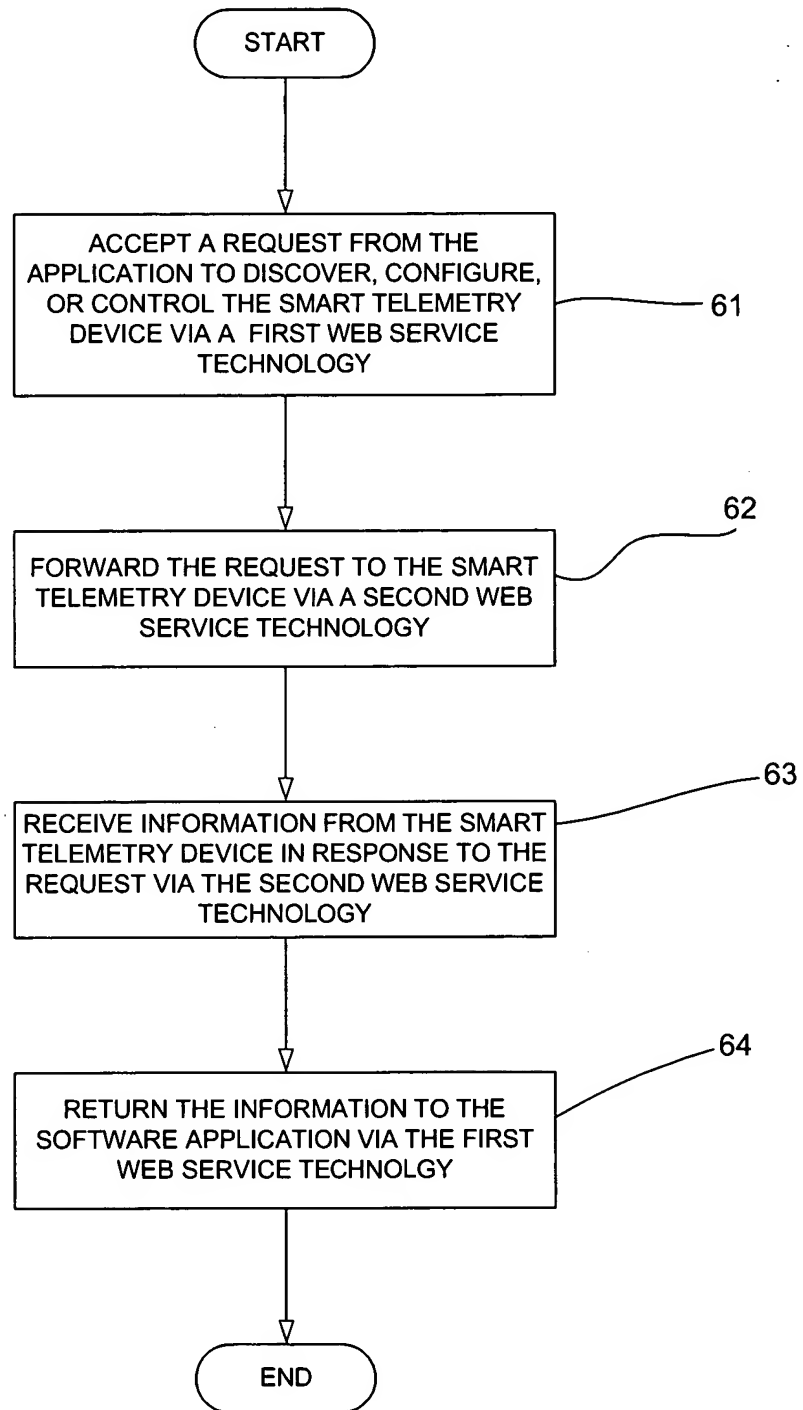 START
ACCEPT A REQUEST FROM THE
APPLICATION TO DISCOVER, CONFIGURE,
OR CONTROL THE SMART TELEMETRY
DEVICE VIA A FIRST WEB SERVICE
TECHNOLOGY
61
62
FORWARD THE REQUEST TO THE SMART
TELEMETRY DEVICE VIA A SECOND WEB
SERVICE TECHNOLOGY
63
RECEIVE INFORMATION FROM THE SMART
TELEMETRY DEVICE IN RESPONSE TO THE
REQUEST VIA THE SECOND WEB SERVICE
TECHNOLOGY
64
RETURN THE INFORMATION TO THE
SOFTWARE APPLICATION VIA THE FIRST
WEB SERVICE TECHNOLGY
END